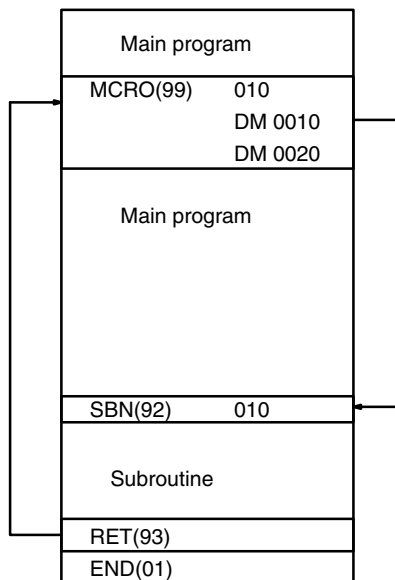 Main program
MCRO(99) 010
DM 0010
DM 0020
Main program
SBN(92) 010
Subroutine
RET(93)
END(01)